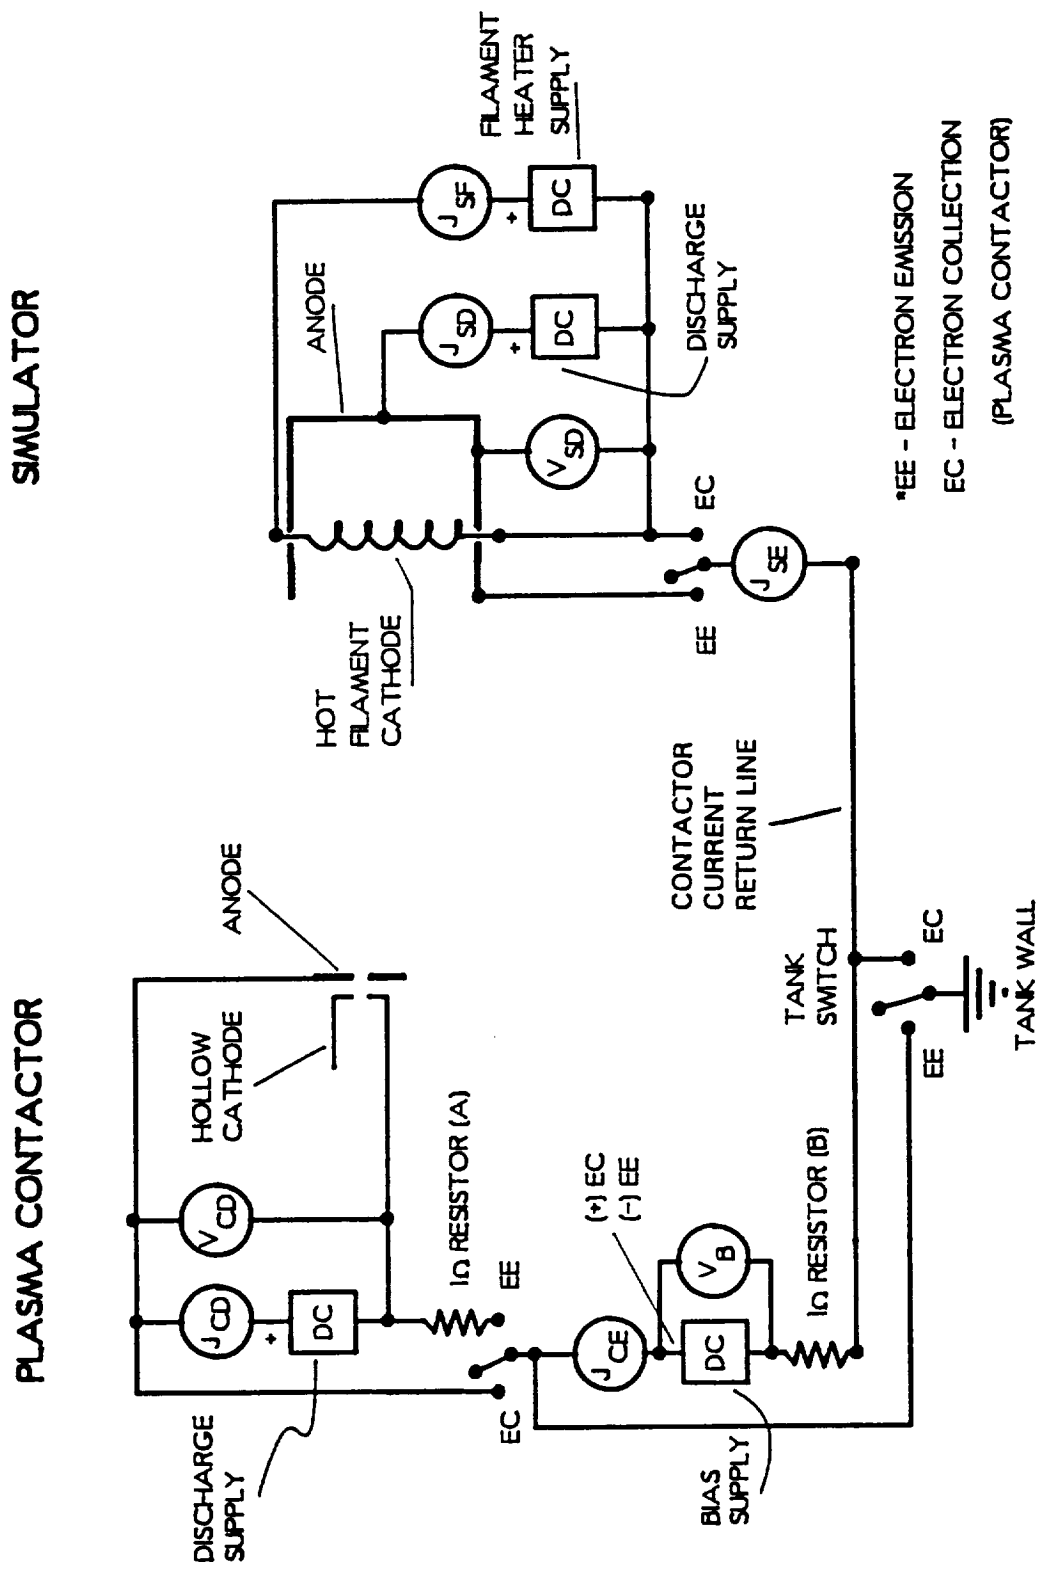 PLASMA CONTACTOR
SIMULATOR
DISCHARGE
SUPPLY
J CD
V CD
+
DC
HOLLOW
CATHODE
ANODE
1Ω RESISTOR (A)
EC
EE
HOT
FILAMENT
CATHODE
ANODE
J SF
J SD
V SD
+
DC
+
DC
FILAMENT
HEATER
SUPPLY
DISCHARGE
SUPPLY
EE
EC
J SE
BIAS
SUPPLY
J CE
DC
V B
(+) EC
(-) EE
1Ω RESISTOR (B)
CONTACTOR
CURRENT
RETURN LINE
TANK
SWITCH
EE
EC
TANK WALL
*EE - ELECTRON EMISSION
EC - ELECTRON COLLECTION
(PLASMA CONTACTOR)